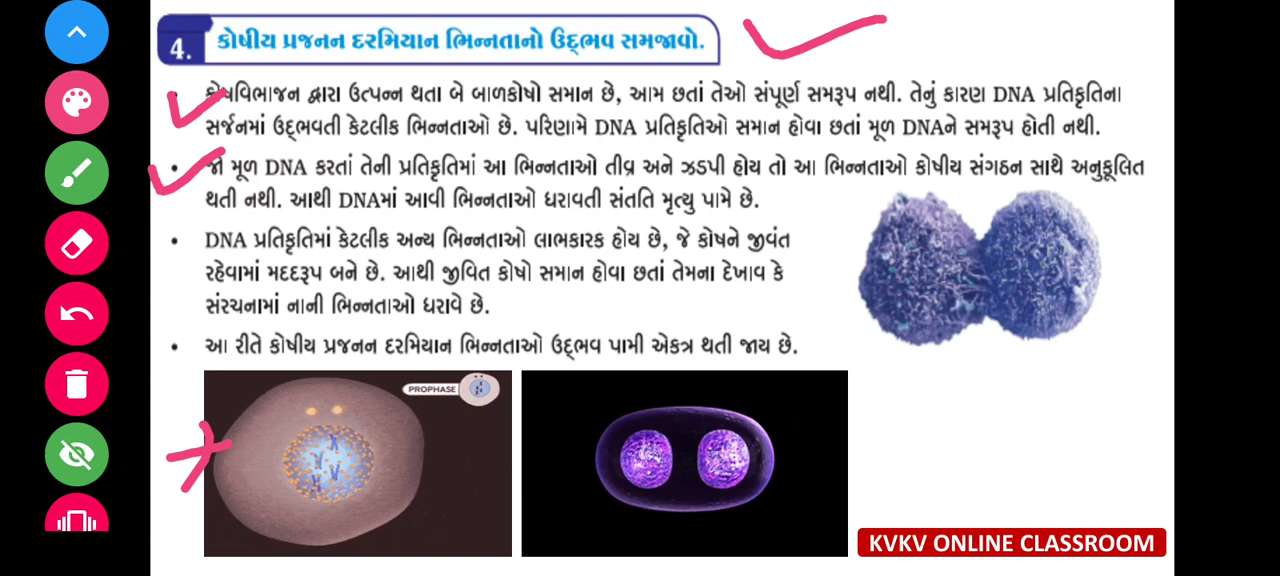 4. કોષીય પ્રજનન દરમિયાન ભિન્નતાનો ઉદ્ભવ સમજાવો.
• કોષવિભાજન દ્વારા ઉત્પન્ન થતા બે બાળકોષો સમાન છે, આમ છતાં તેઓ સંપૂર્ણ સમરૂપ નથી. તેનું કારણ DNA પ્રતિકૃતિના
સર્જનમાં ઉદ્ભવતી કેટલીક ભિન્નતાઓ છે. પરિણામે DNA પ્રતિકૃતિઓ સમાન હોવા છતાં મૂળ DNAને સમરૂપ હોતી નથી.
• જો મૂળ DNA કરતાં તેની પ્રતિકૃતિમાં આ ભિન્નતાઓ તીવ્ર અને ઝડપી હોય તો આ ભિન્નતાઓ કોષીય સંગઠન સાથે અનુકૂલિત
થતી નથી. આથી DNAમાં આવી ભિન્નતાઓ ધરાવતી સંતતિ મૃત્યુ પામે છે.
• DNA પ્રતિકૃતિમાં કેટલીક અન્ય ભિન્નતાઓ લાભકારક હોય છે, જે કોષને જીવંત
રહેવામાં મદદરૂપ બને છે. આથી જીવિત કોષો સમાન હોવા છતાં તેમના દેખાવ કે
સંરચનામાં નાની ભિન્નતાઓ ધરાવે છે.
• આ રીતે કોષીય પ્રજનન દરમિયાન ભિન્નતાઓ ઉદ્ભવ પામી એકત્ર થતી જાય છે.
PROPHASE
KVKV ONLINE CLASSROOM